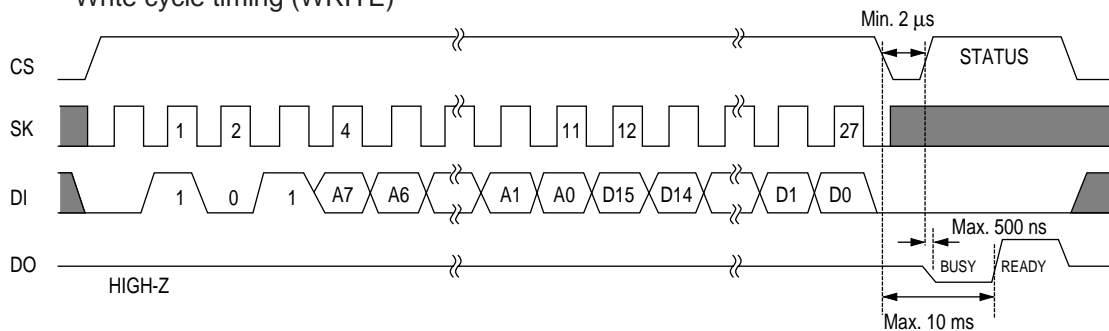 Write cycle timing (WRITE)
Min. 2 μs
CS STATUS
SK 1 2 4 11 12 27
DI 1 0 1 A7 A6 A1 A0 D15 D14 D1 D0
Max. 500 ns
DO BUSY READY
HIGH-Z
Max. 10 ms